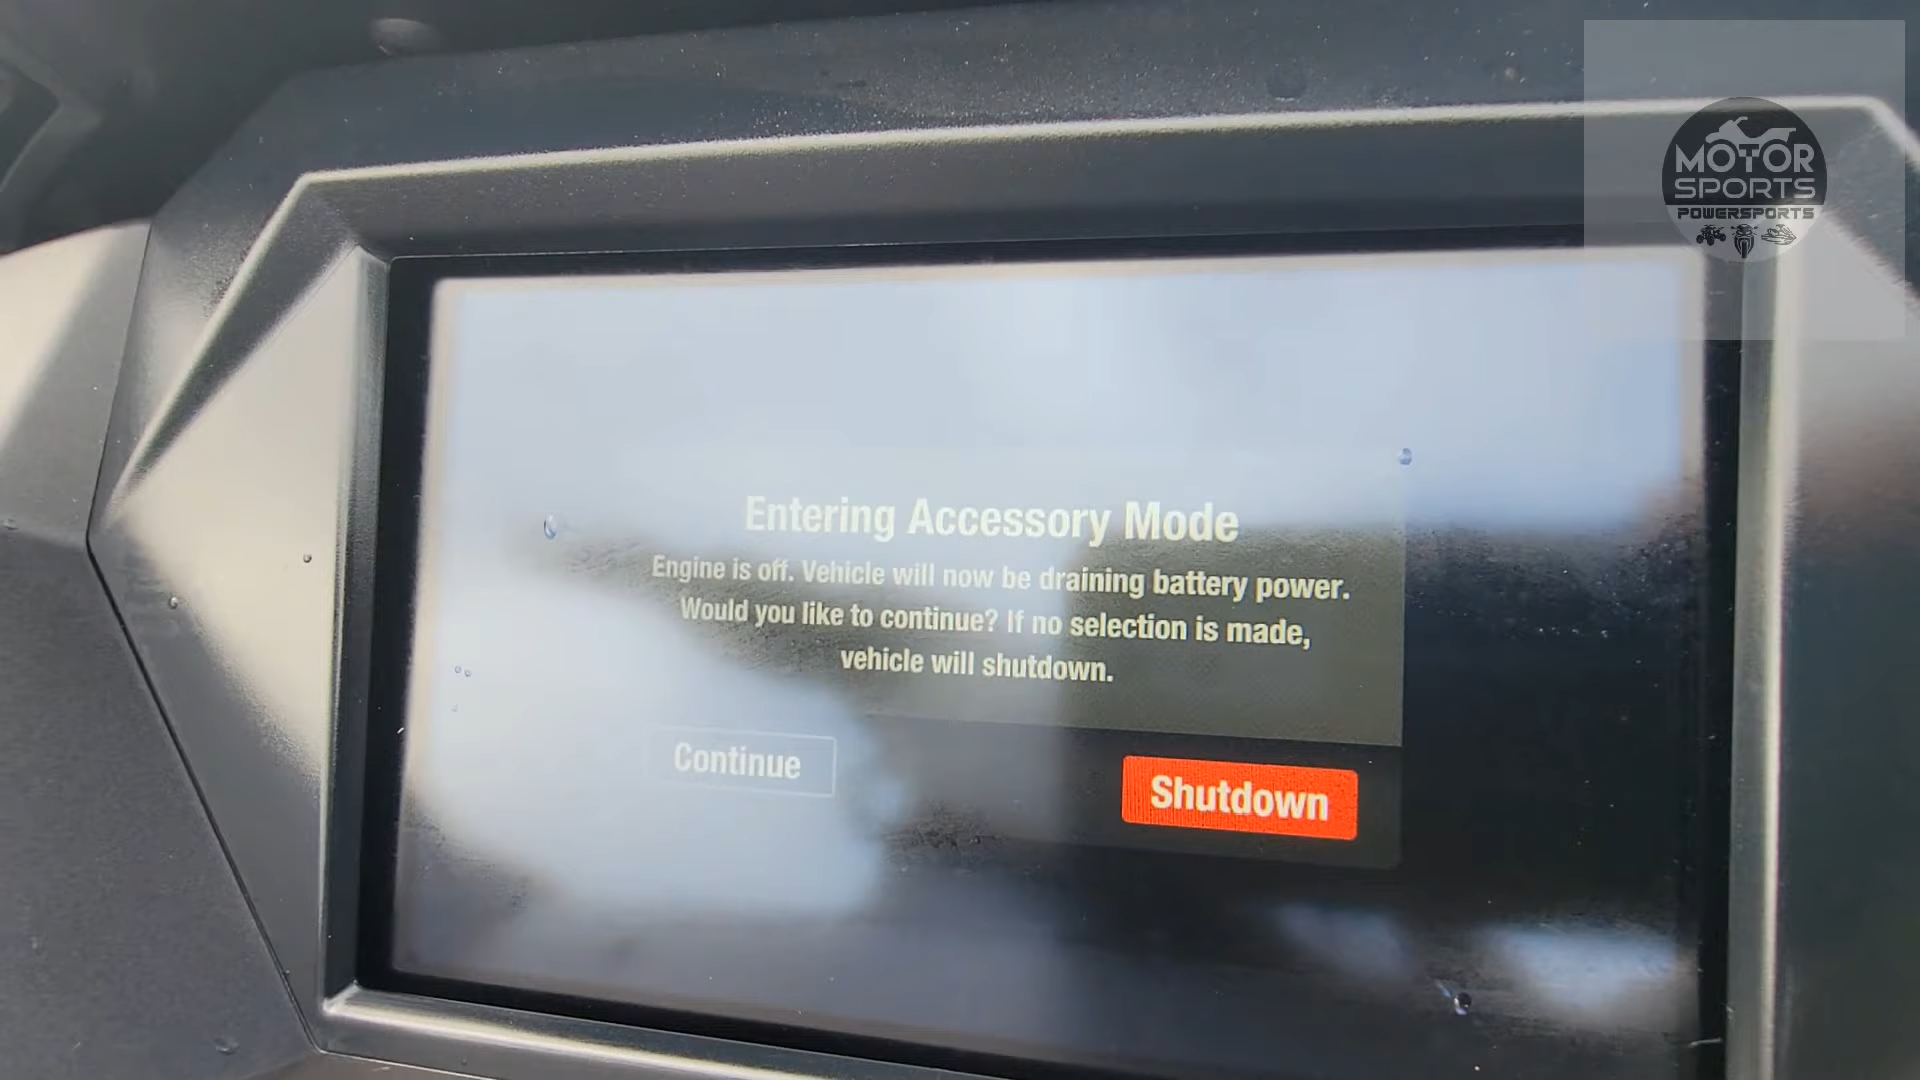 MOTOR
SPORTS
POWERSPORTS
Entering Accessory Mode
Engine is off. Vehicle will now be draining battery power.
Would you like to continue? If no selection is made,
vehicle will shutdown.
Continue
Shutdown